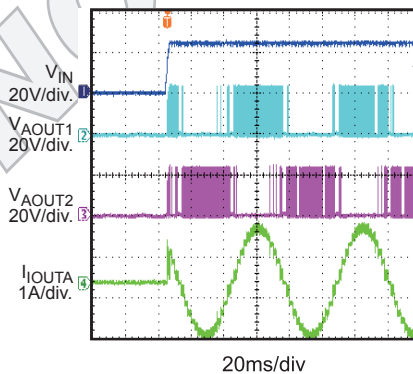 T
V_IN
20V/div.
1
V_AOUT1
20V/div.
2
V_AOUT2
20V/div.
3
I_IOUTA
1A/div.
4
20ms/div